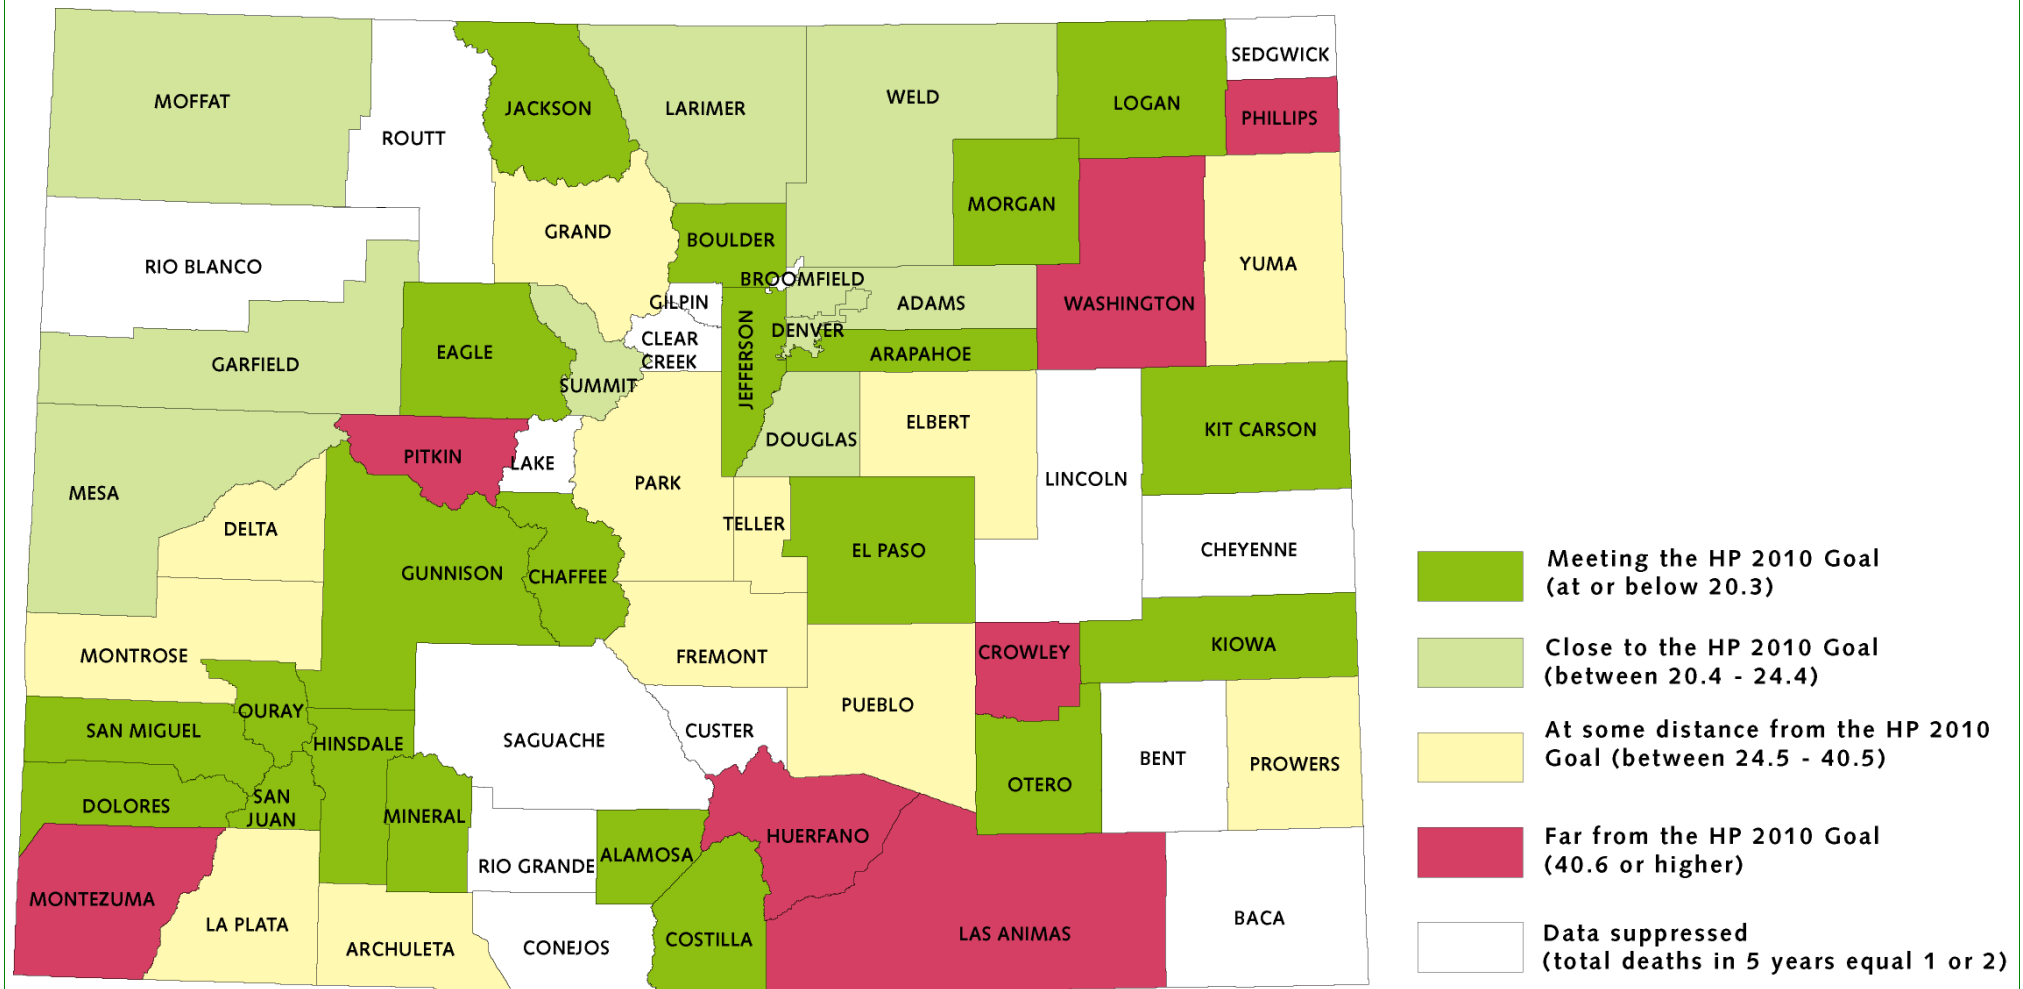 SEDGWICK
MOFFAT
JACKSON
LARIMER
WELD
LOGAN
PHILLIPS
ROUTT
MORGAN
GRAND
BOULDER
YUMA
RIO BLANCO
BROOMFIELD
GILPIN
ADAMS
WASHINGTON
CLEAR
CREEK
DENVER
JEFFERSON
ARAPAHOE
GARFIELD
EAGLE
SUMMIT
ELBERT
KIT CARSON
DOUGLAS
PITKIN
LAKE
PARK
LINCOLN
MESA
TELLER
DELTA
EL PASO
CHEYENNE
GUNNISON
CHAFFEE
MONTROSE
FREMONT
CROWLEY
KIOWA
OURAY
PUEBLO
SAN MIGUEL
HINSDALE
SAGUACHE
CUSTER
BENT
PROWERS
OTERO
DOLORES
SAN
JUAN
MINERAL
HUERFANO
RIO GRANDE
ALAMOSA
MONTEZUMA
LA PLATA
ARCHULETA
CONEJOS
COSTILLA
LAS ANIMAS
BACA
Meeting the HP 2010 Goal
(at or below 20.3)
Close to the HP 2010 Goal
(between 20.4 - 24.4)
At some distance from the HP 2010
Goal (between 24.5 - 40.5)
Far from the HP 2010 Goal
(40.6 or higher)
Data suppressed
(total deaths in 5 years equal 1 or 2)